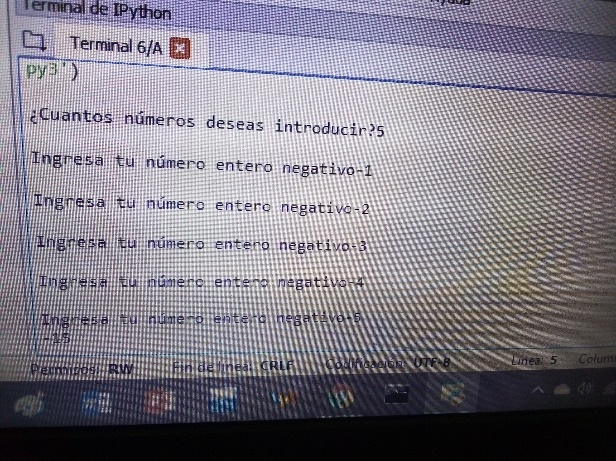 Terminal de IPython
Terminal 6/A
py3')
¿Cuantos números deseas introducir?5
Ingresa tu número entero negativo-1
Ingresa tu número entero negativo-2
Ingresa tu número entero negativo-3
Ingresa tu número entero negativo-4
Ingresa tu número entero negativo-5
-15
Permisos: RW Fin de línea: CRLF Codificación: UTF-8 Línea: 5 Colum